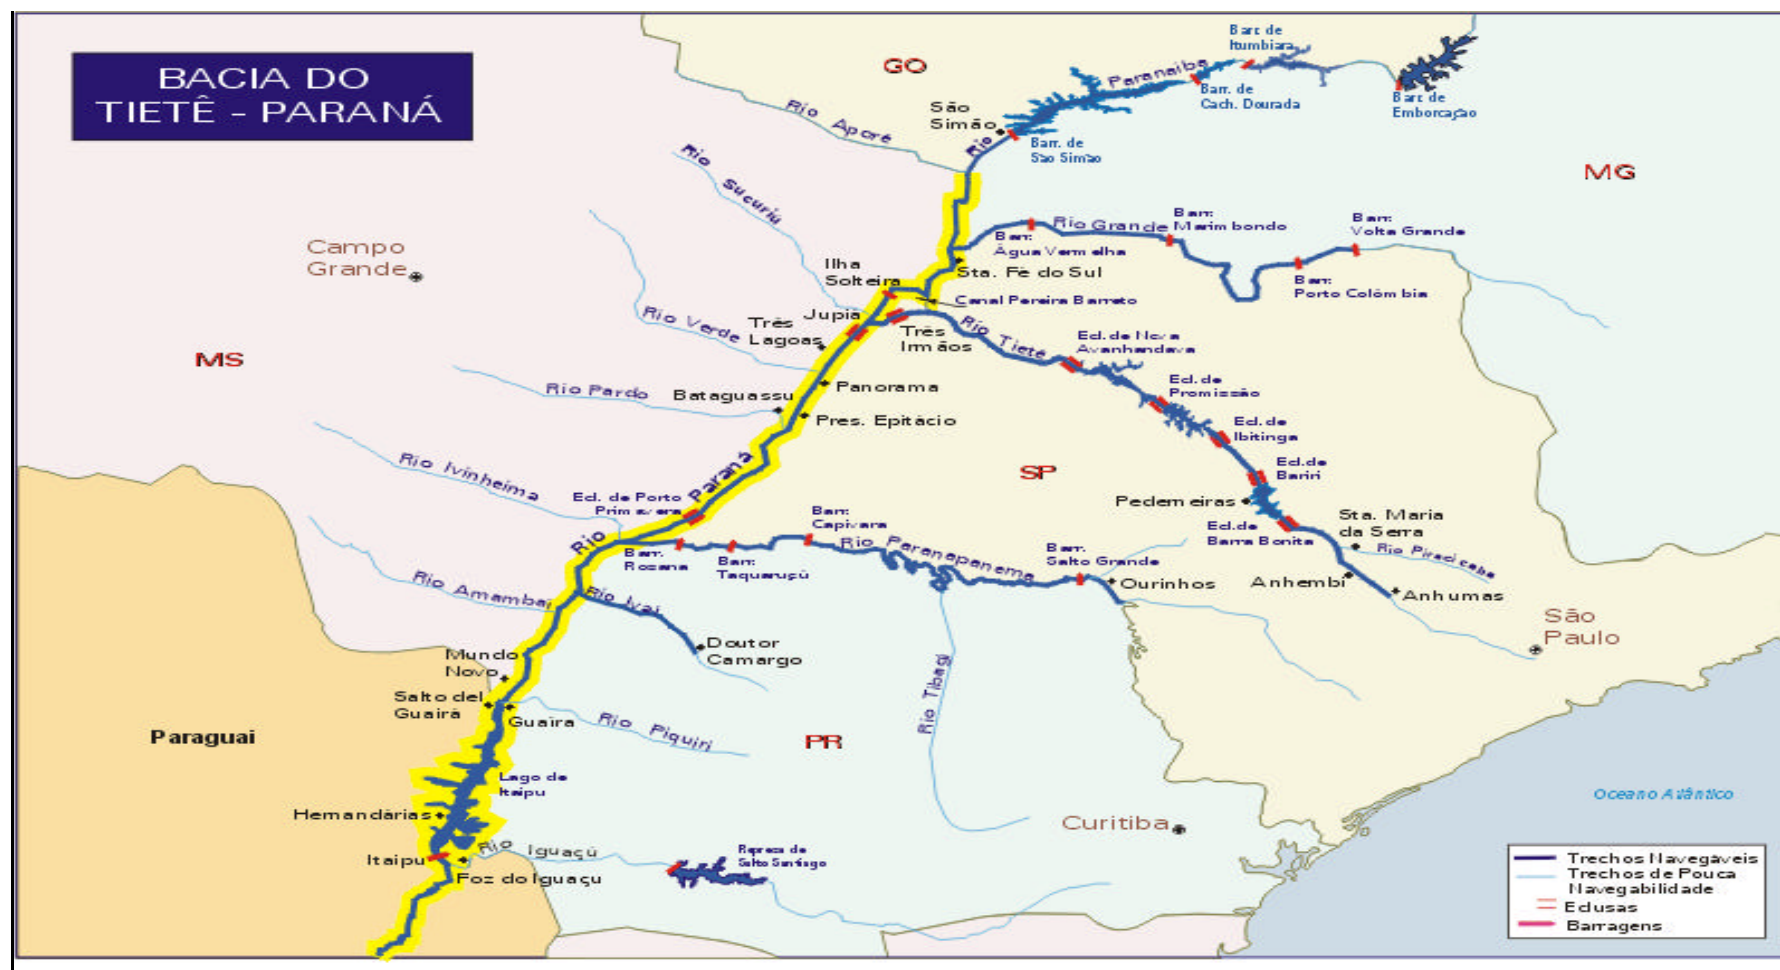 BACIA DO
TIETÊ - PARANÁ
GO
MG
MS
SP
PR
Paraguai
Campo
Grande
São
Paulo
Curitiba
Oceano Atlântico
Rio Aporé
Rio Sucuriú
Rio Verde
Rio Pardo
Rio Ivinheima
Rio Amambaí
São
Simão
Rio Paranaíba
Barr. de
São Simão
Barr. de
Cach. Dourada
Barr. de
Itumbiara
Barr. de
Emborcação
Rio Grande
Barr.
Água Vermelha
Barr.
Marimbondo
Barr.
Porto Colômbia
Barr.
Volta Grande
Sta. Fé do Sul
Canal Pereira Barreto
Ilha
Solteira
Jupiá
Três
Lagoas
Três
Irmãos
Rio Tietê
Ecl. de Nova
Avanhandava
Ecl. de
Promissão
Ecl. de
Ibitinga
Ecl. de
Bariri
Pederneiras
Ecl. de
Barra Bonita
Sta. Maria
da Serra
Rio Piracicaba
Anhembi
Anhumas
Panorama
Bataguassu
Pres. Epitácio
Rio Paraná
Ecl. de Porto
Primavera
Barr.
Rosana
Barr.
Taquaruçú
Barr.
Capivara
Rio Paranapanema
Barr.
Salto Grande
Ourinhos
Rio Ivaí
Doutor
Camargo
Rio Tibagi
Mundo
Novo
Salto del
Guairá
Guaíra
Rio Piquiri
Lago de
Itaipu
Hernandárias
Itaipu
Rio Iguaçú
Foz do Iguaçu
Represa de
Salto Santiago
Trechos Navegáveis
Trechos de Pouca
Navegabilidade
Eclusas
Barragens